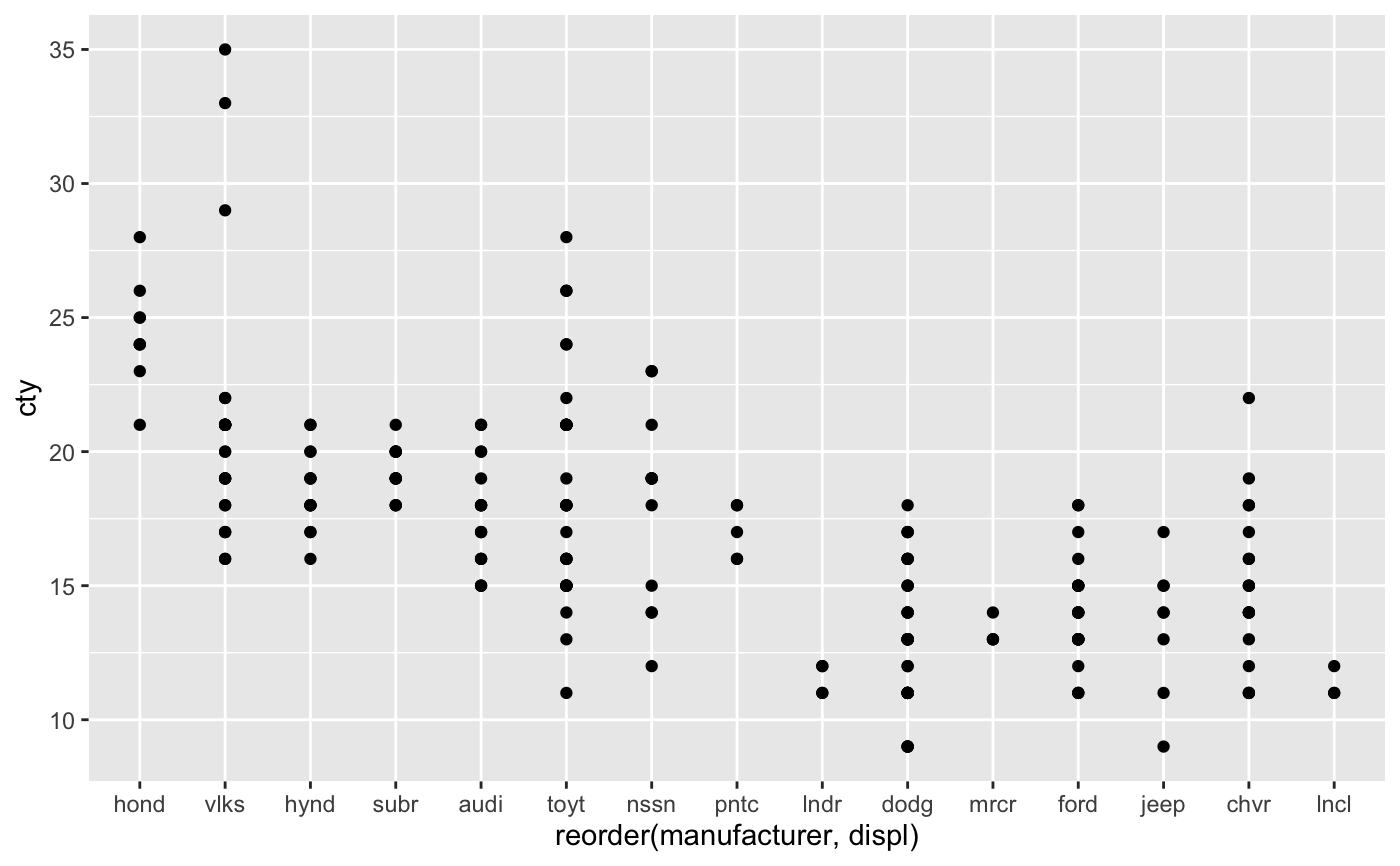 35
30
25
20
15
10
cty
hond vlks hynd subr audi toyt nssn pntc lndr dodg mrcr ford jeep chvr lncl
reorder(manufacturer, displ)